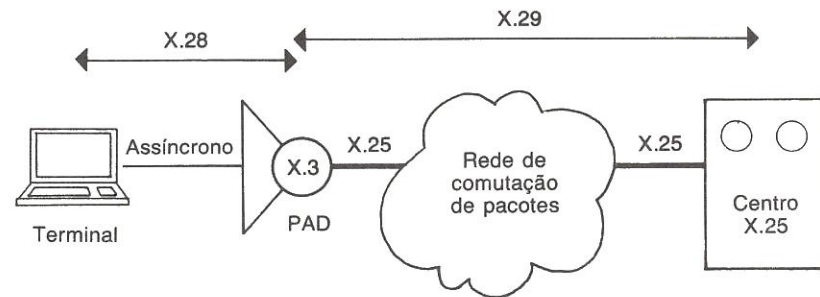 X.28
X.29
Assíncrono
X.3
X.25
X.25
Terminal
PAD
Rede de
comutação
de pacotes
Centro
X.25